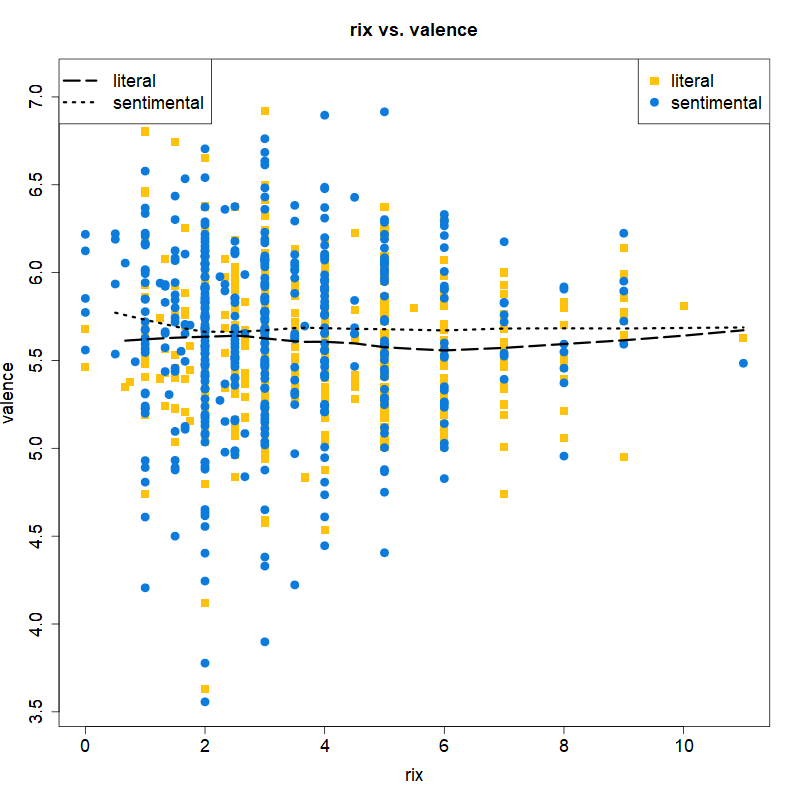 rix vs. valence
literal
sentimental
literal
sentimental
7.0
6.5
6.0
5.5
5.0
4.5
4.0
3.5
valence
0 2 4 6 8 10
rix